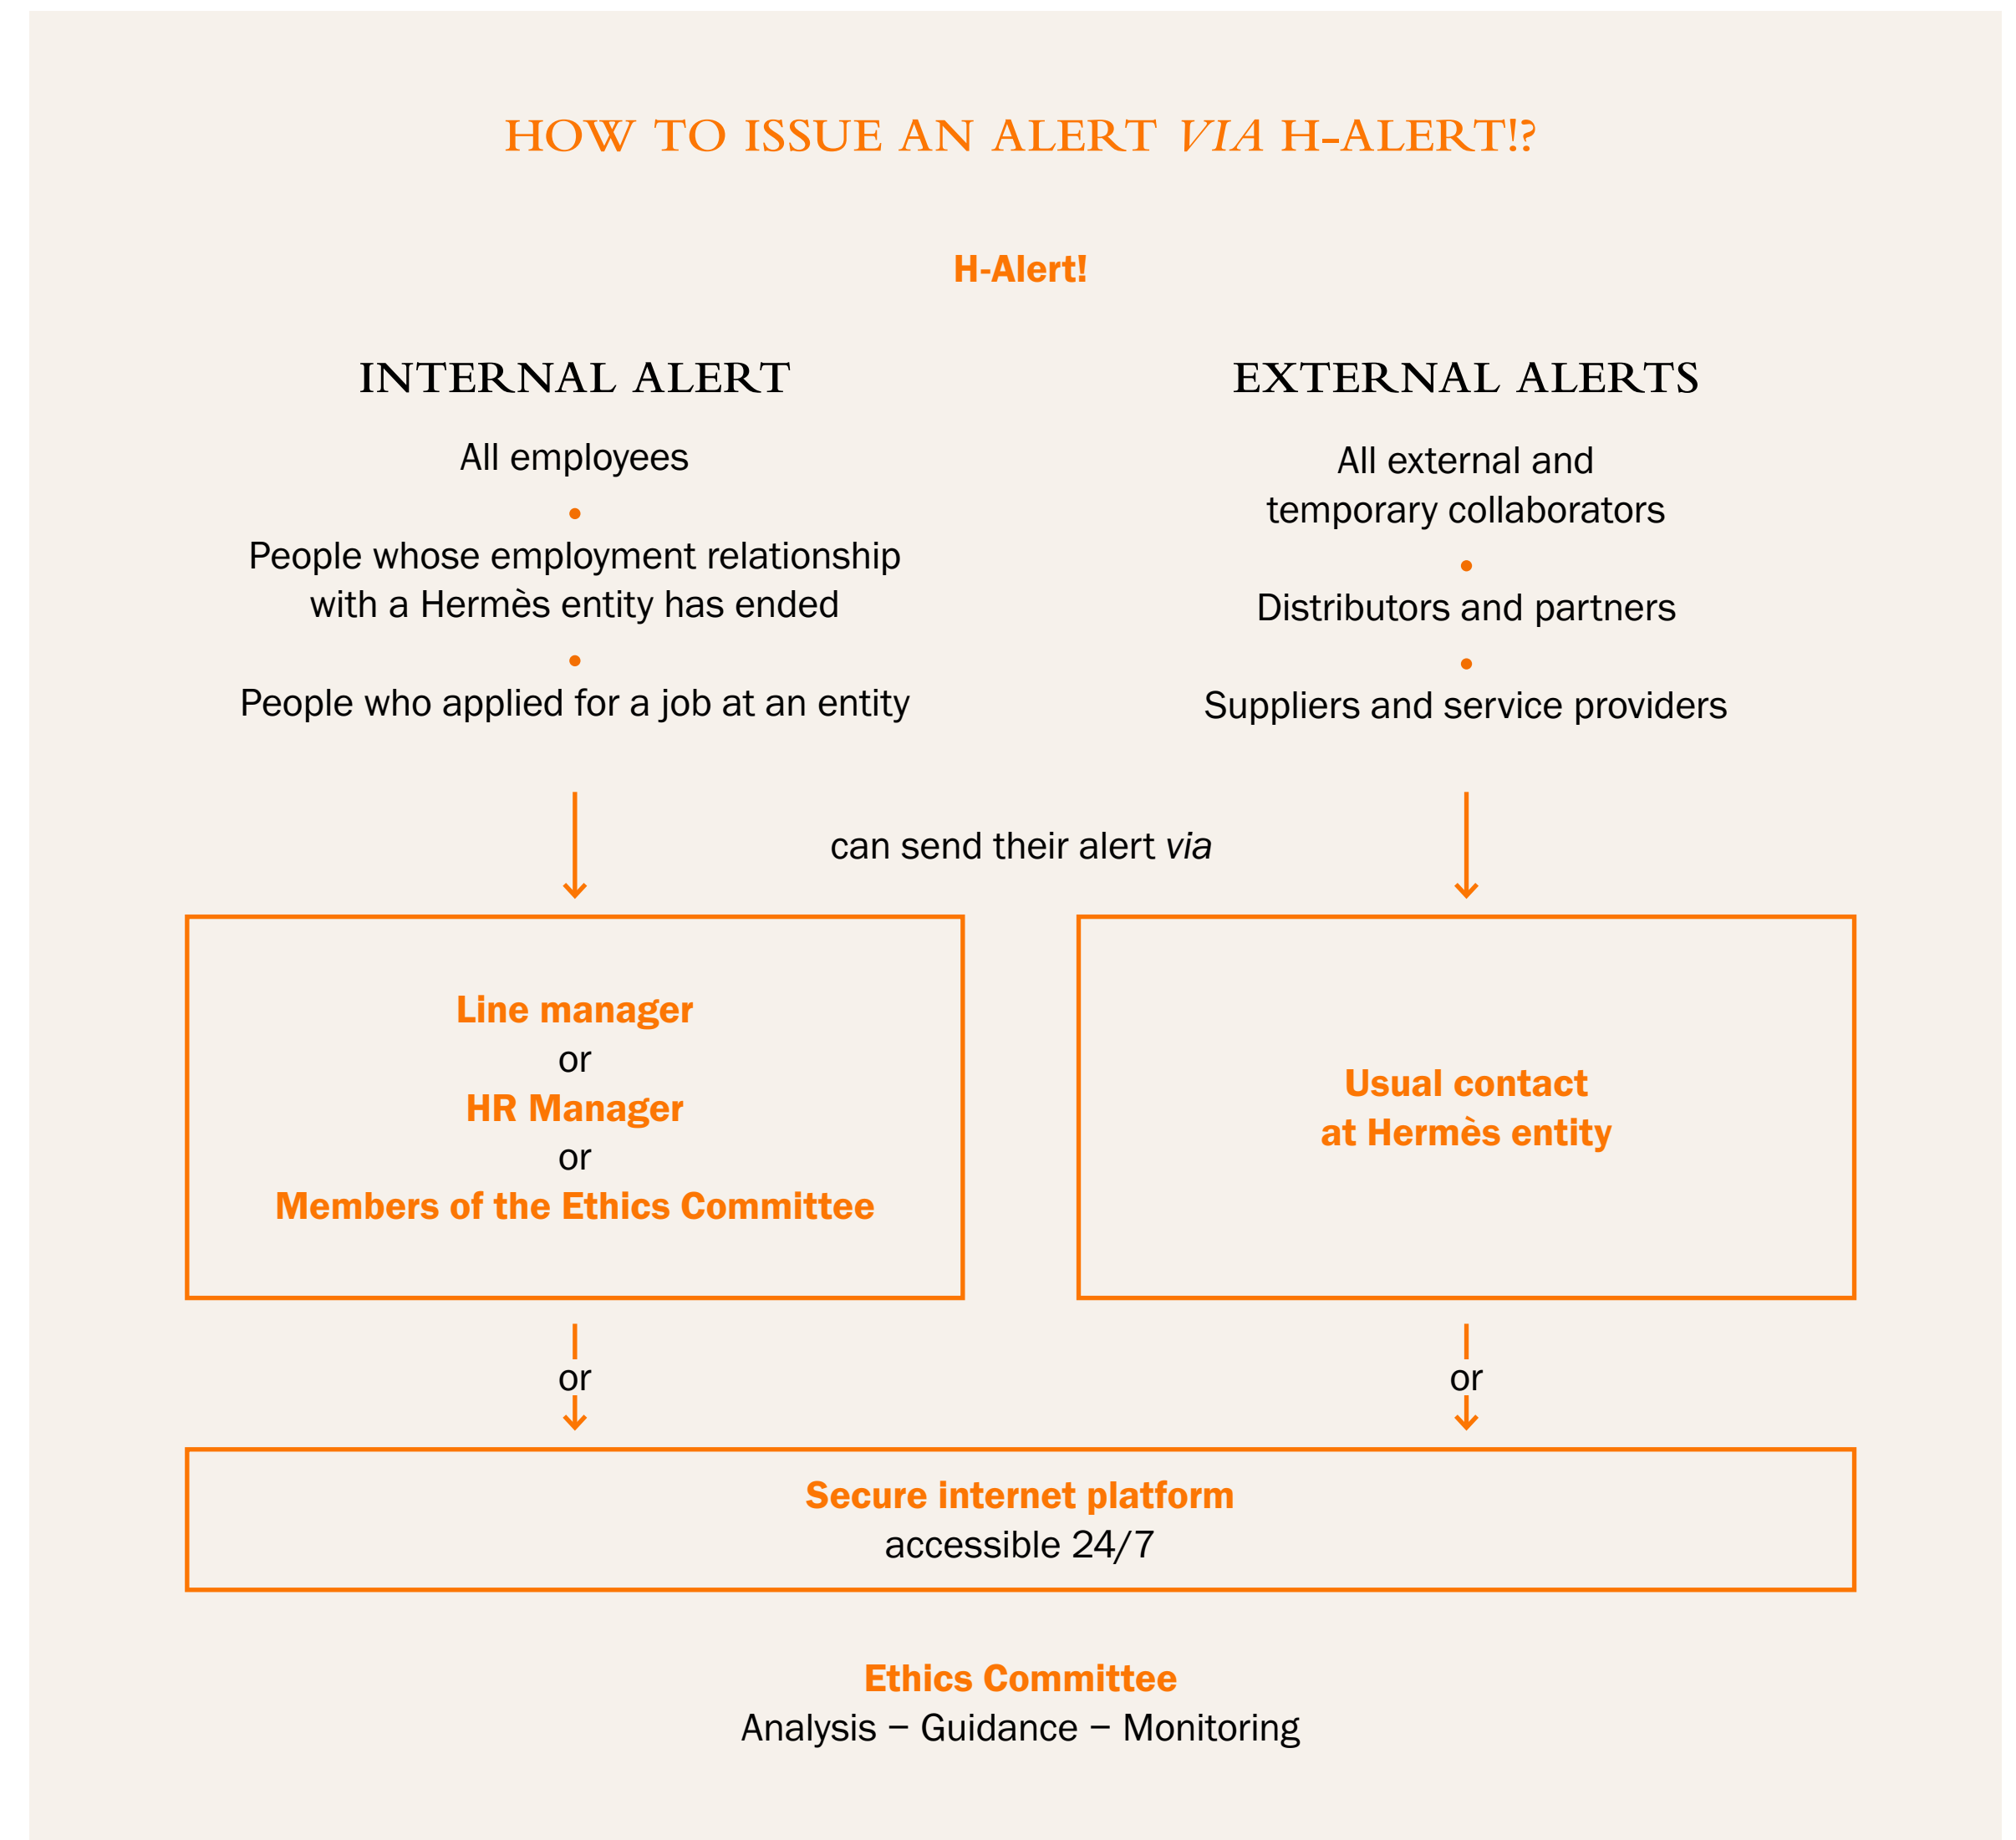 HOW TO ISSUE AN ALERT VIA H-ALERT!?
H-Alert!
INTERNAL ALERT
All employees
•
People whose employment relationship
with a Hermès entity has ended
•
People who applied for a job at an entity
EXTERNAL ALERTS
All external and
temporary collaborators
•
Distributors and partners
•
Suppliers and service providers
can send their alert via
Line manager
or
HR Manager
or
Members of the Ethics Committee
Usual contact
at Hermès entity
or
or
Secure internet platform
accessible 24/7
Ethics Committee
Analysis – Guidance – Monitoring